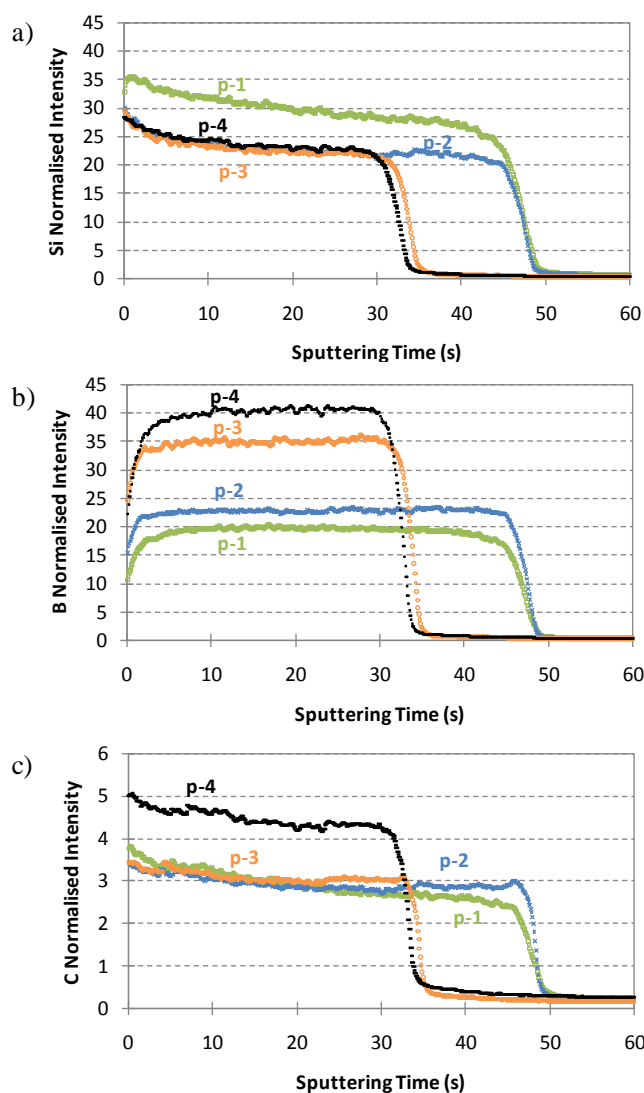 a)
Si Normalised Intensity
45
40
35
30
25
20
15
10
5
0
p-1
p-4
p-2
p-3
0 10 20 30 40 50 60
Sputtering Time (s)
b)
B Normalised Intensity
45
40
35
30
25
20
15
10
5
0
p-4
p-3
p-2
p-1
0 10 20 30 40 50 60
Sputtering Time (s)
c)
C Normalised Intensity
6
5
4
3
2
1
0
p-4
p-3
p-2
p-1
0 10 20 30 40 50 60
Sputtering Time (s)